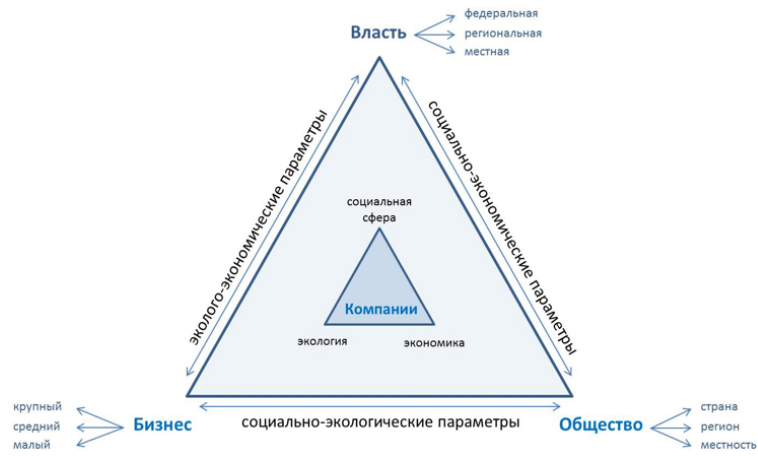 федеральная
Власть
региональная
местная
эколого-экономические параметры
социально-экономические параметры
социальная
сфера
Компании
экология
экономика
крупный
средний
малый
Бизнес
социально-экологические параметры
Общество
страна
регион
местность